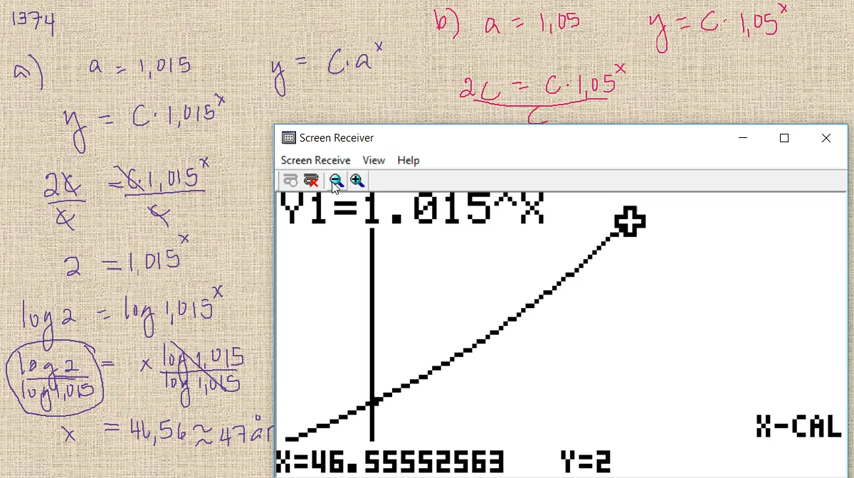 1374
a) a = 1,015 y = C·a^x
y = C·1,015^x
2C/C = C·1,015^x/C
2 = 1,015^x
log 2 = log 1,015^x
log 2/log 1,015 = x log 1,015/log 1,015
x = 46,56 ≈ 47 år
b) a = 1,05 y = C·1,05^x
2C = C·1,05^x
C
Screen Receiver
Screen Receive View Help
Y1=1.015^X
X-CAL
X=46.55552563 Y=2